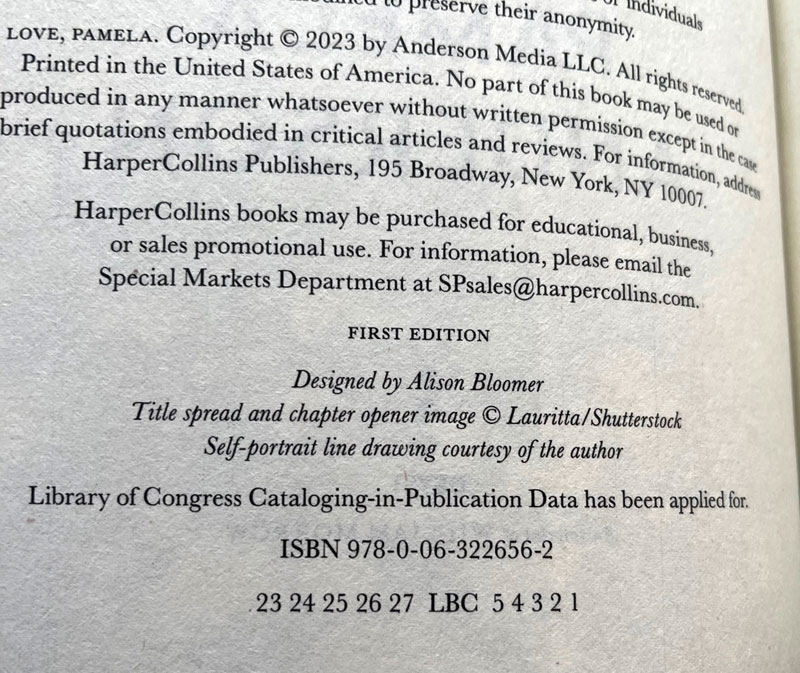 to preserve their anonymity.
individuals
LOVE, PAMELA. Copyright © 2023 by Anderson Media LLC. All rights reserved.
Printed in the United States of America. No part of this book may be used or
produced in any manner whatsoever without written permission except in the case
brief quotations embodied in critical articles and reviews. For information, address
HarperCollins Publishers, 195 Broadway, New York, NY 10007.
HarperCollins books may be purchased for educational, business,
or sales promotional use. For information, please email the
Special Markets Department at SPsales@harpercollins.com.
FIRST EDITION
Designed by Alison Bloomer
Title spread and chapter opener image © Lauritta/Shutterstock
Self-portrait line drawing courtesy of the author
Library of Congress Cataloging-in-Publication Data has been applied for.
ISBN 978-0-06-322656-2
23 24 25 26 27 LBC 5 4 3 2 1